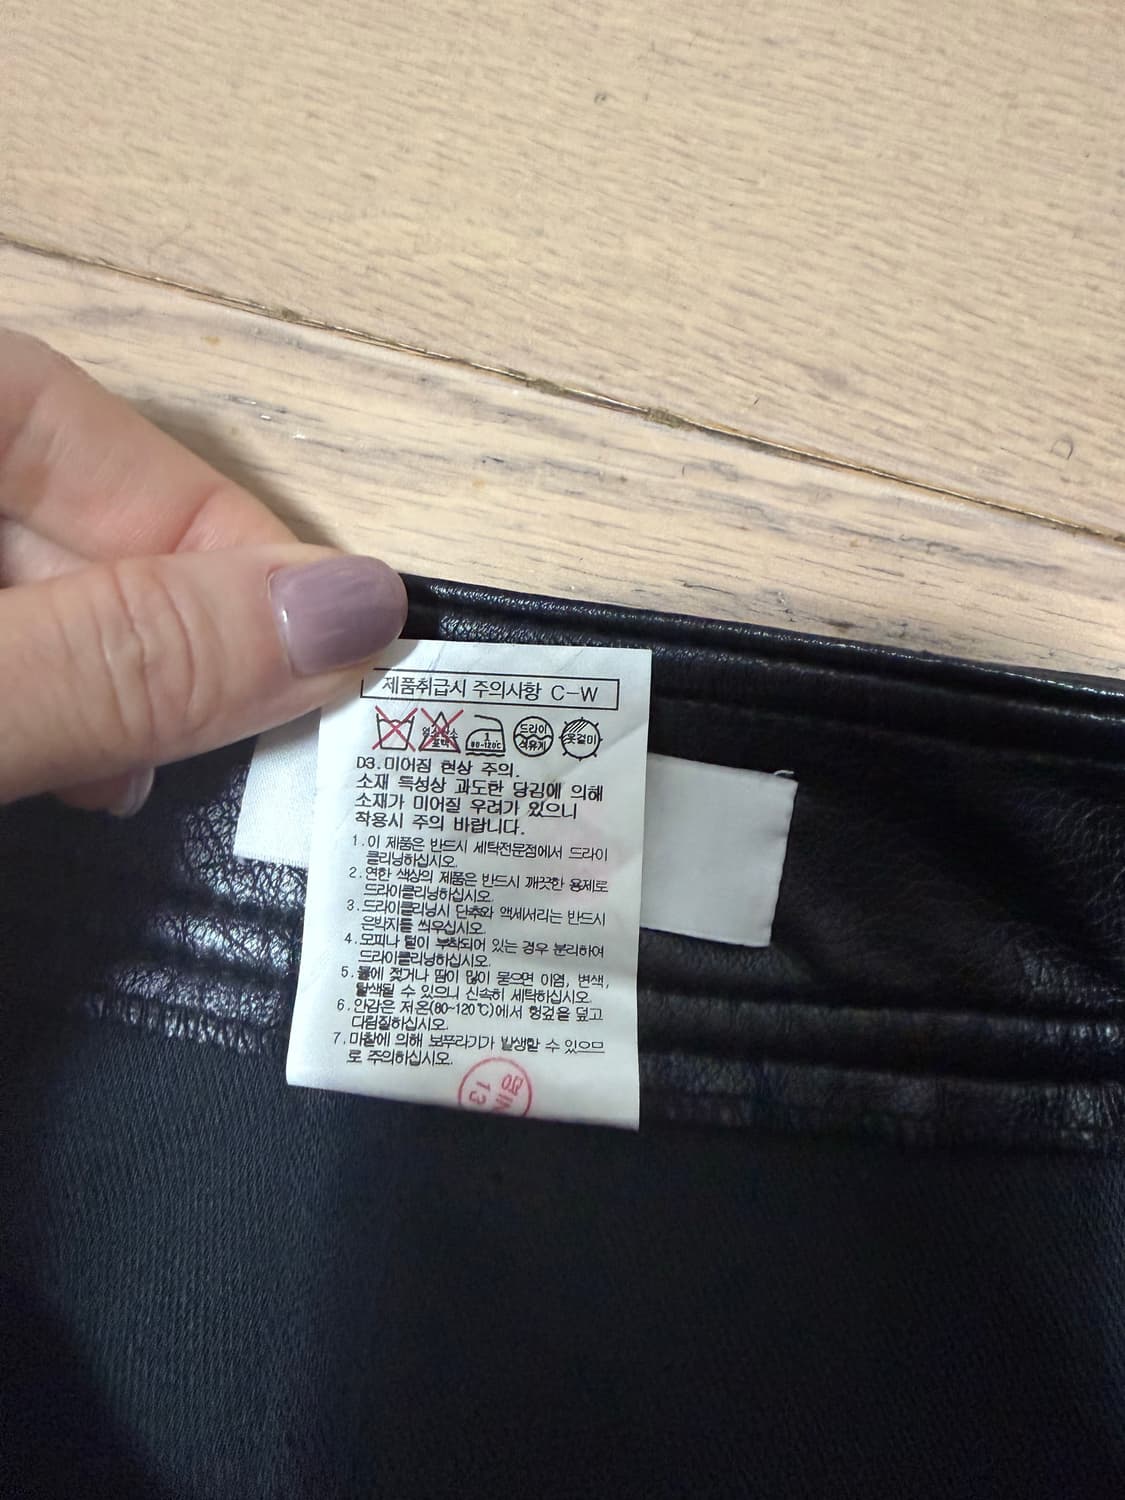 제품취급시 주의사항 C-W
80-120℃
드라이
석유계
옷걸이
D3.미어짐 현상 주의.
소재 특성상 과도한 당김에 의해
소재가 미어질 우려가 있으니
착용시 주의 바랍니다.
1.이 제품은 반드시 세탁전문점에서 드라이
클리닝하십시오.
2.연한 색상의 제품은 반드시 깨끗한 용제로
드라이클리닝하십시오.
3.드라이클리닝시 단추와 액세서리는 반드시
은박지를 씌우십시오.
4.모피나 털이 부착되어 있는 경우 분리하여
드라이클리닝하십시오.
5.물에 젖거나 땀이 많이 묻으면 이염, 변색,
탈색될 수 있으니 신속히 세탁하십시오.
6.안감은 저온(80~120℃)에서 헝겊을 덮고
다림질하십시오.
7.마찰에 의해 보푸라기가 발생할 수 있으므
로 주의하십시오.
13